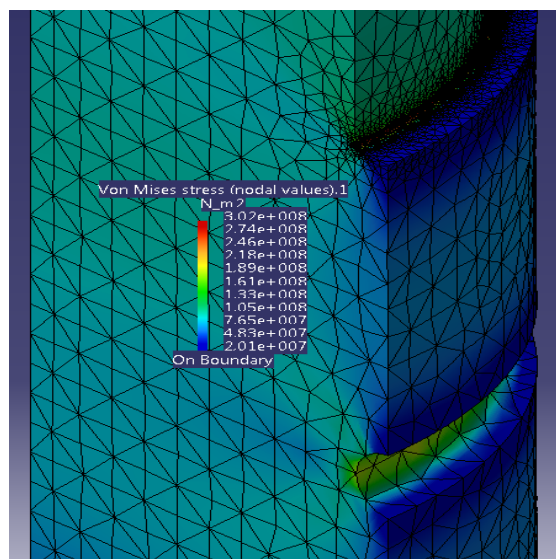 Von Mises stress (nodal values).1
N_m2
3.02e+008
2.74e+008
2.46e+008
2.18e+008
1.89e+008
1.61e+008
1.33e+008
1.05e+008
7.65e+007
4.83e+007
2.01e+007
On Boundary